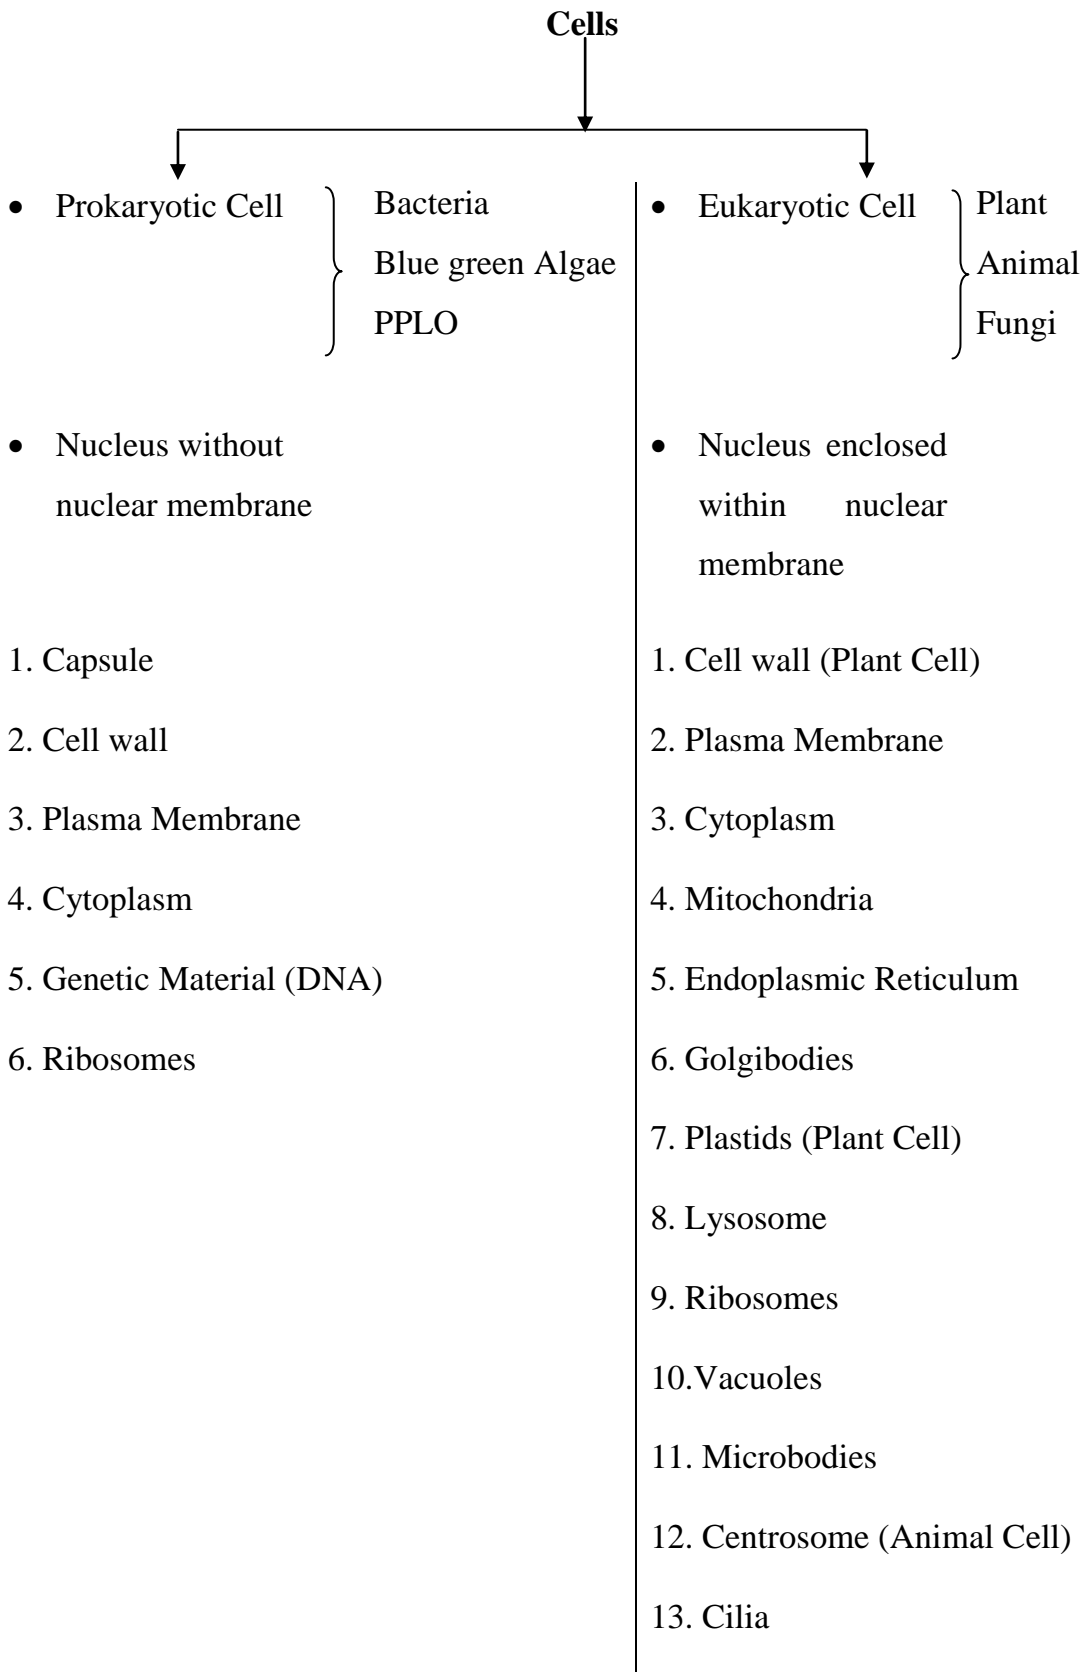 Cells
• Prokaryotic Cell
Bacteria
Blue green Algae
PPLO
• Nucleus without
nuclear membrane
1. Capsule
2. Cell wall
3. Plasma Membrane
4. Cytoplasm
5. Genetic Material (DNA)
6. Ribosomes
• Eukaryotic Cell
Plant
Animal
Fungi
• Nucleus enclosed
within nuclear
membrane
1. Cell wall (Plant Cell)
2. Plasma Membrane
3. Cytoplasm
4. Mitochondria
5. Endoplasmic Reticulum
6. Golgibodies
7. Plastids (Plant Cell)
8. Lysosome
9. Ribosomes
10.Vacuoles
11. Microbodies
12. Centrosome (Animal Cell)
13. Cilia